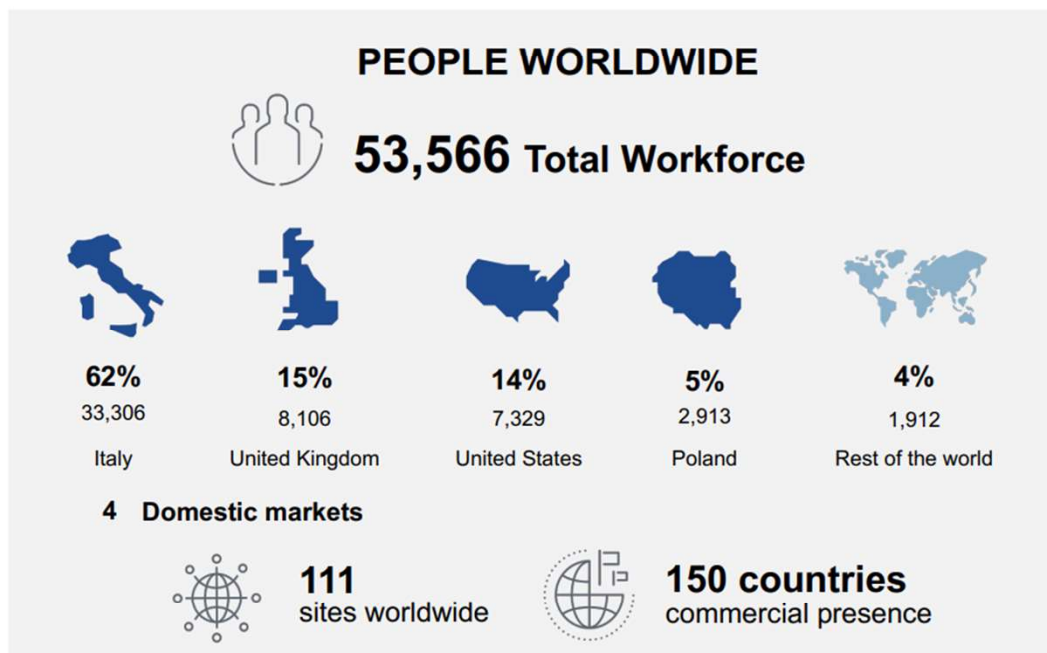 PEOPLE WORLDWIDE
53,566 Total Workforce
62% 15% 14% 5% 4%
33,306 8,106 7,329 2,913 1,912
Italy United Kingdom United States Poland Rest of the world
4 Domestic markets
111 150 countries
sites worldwide commercial presence